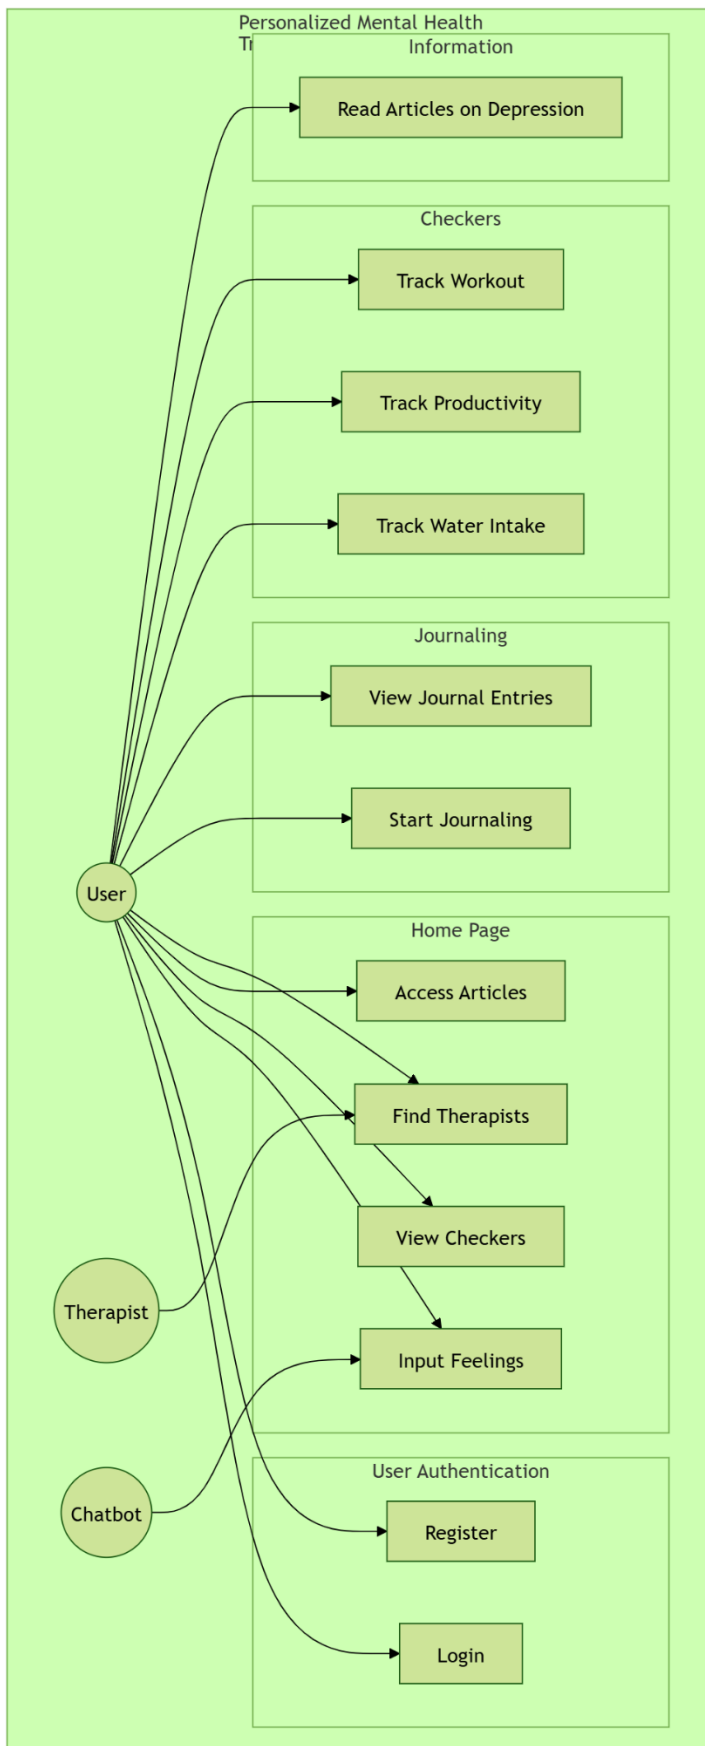 Personalized Mental Health
Information
Read Articles on Depression
Checkers
Track Workout
Track Productivity
Track Water Intake
Journaling
View Journal Entries
Start Journaling
User
Home Page
Access Articles
Find Therapists
View Checkers
Therapist
Input Feelings
User Authentication
Chatbot
Register
Login